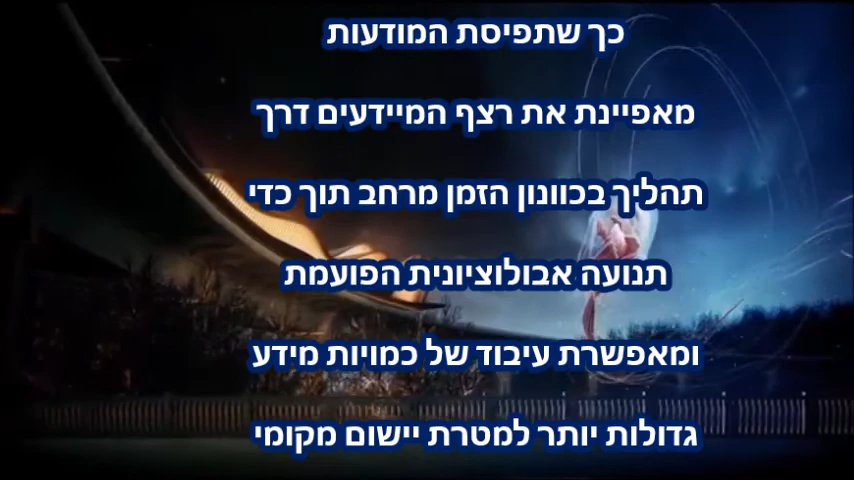 כך שתפיסת המודעות
מאפיינת את רצף המיידעים דרך
תהליך בכוונון הזמן מרחב תוך כדי
תנועה אבולוציונית הפועמת
ומאפשרת עיבוד של כמויות מידע
גדולות יותר למטרת יישום מקומי